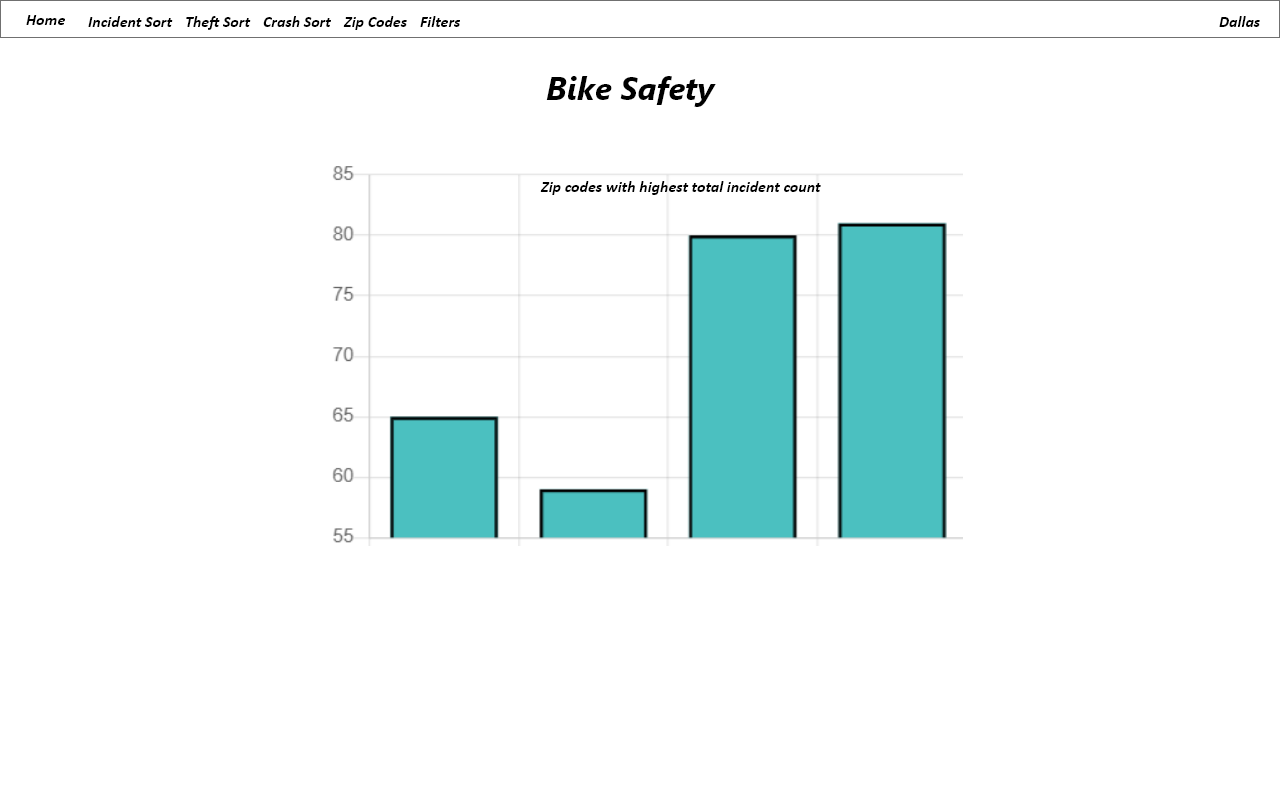 Home Incident Sort Theft Sort Crash Sort Zip Codes Filters Dallas
Bike Safety
Zip codes with highest total incident count
85
80
75
70
65
60
55